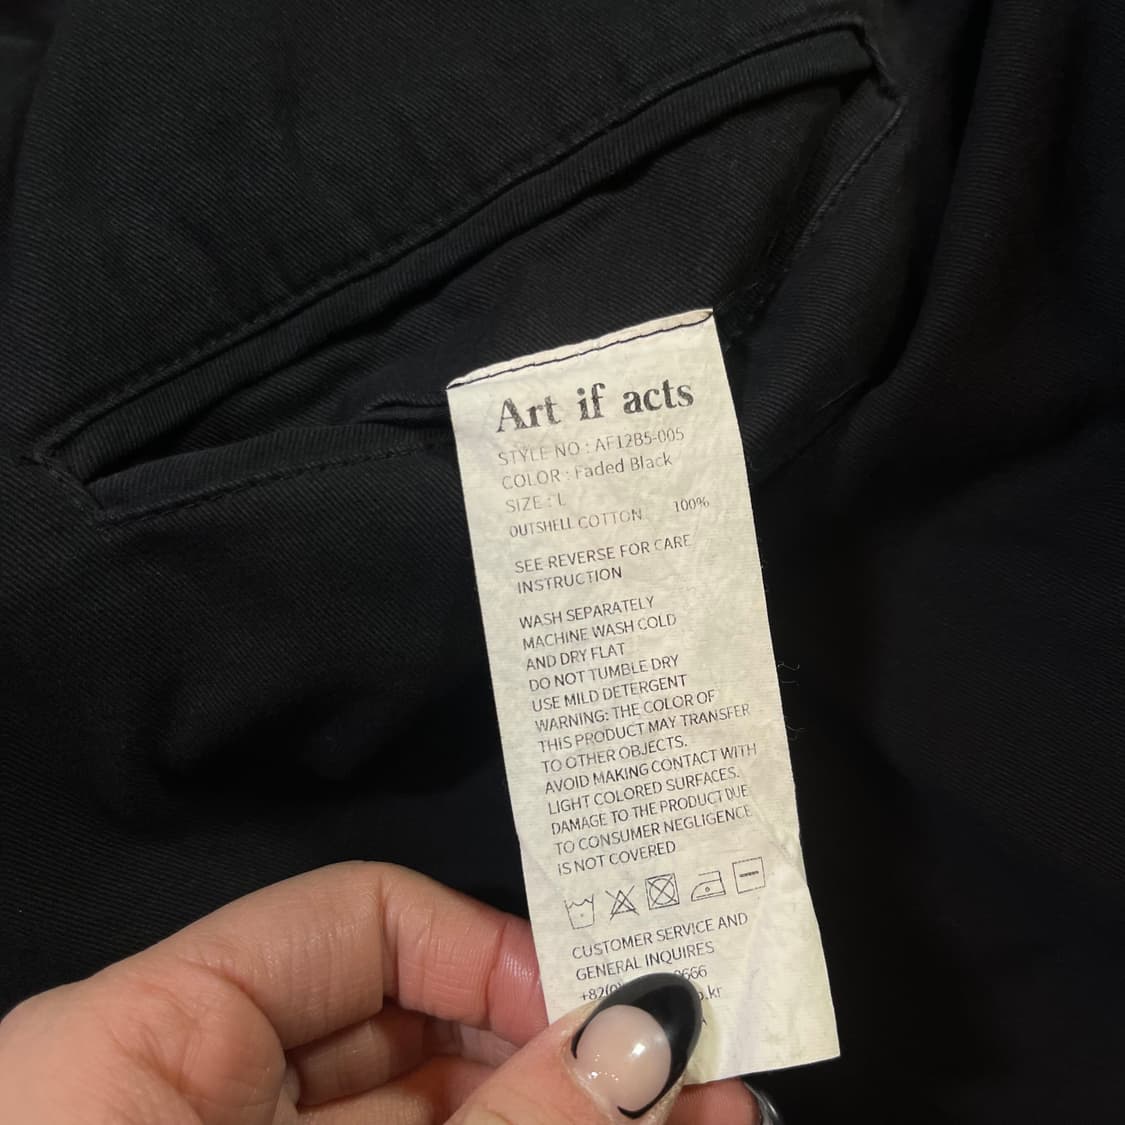 Art if acts
STYLE NO : AF12B5-005
COLOR : Faded Black
SIZE : L
OUTSHELL COTTON 100%
SEE REVERSE FOR CARE
INSTRUCTION
WASH SEPARATELY
MACHINE WASH COLD
AND DRY FLAT
DO NOT TUMBLE DRY
USE MILD DETERGENT
WARNING: THE COLOR OF
THIS PRODUCT MAY TRANSFER
TO OTHER OBJECTS.
AVOID MAKING CONTACT WITH
LIGHT COLORED SURFACES.
DAMAGE TO THE PRODUCT DUE
TO CONSUMER NEGLIGENCE
IS NOT COVERED
CUSTOMER SERVICE AND
GENERAL INQUIRES
+82(0) 
.kr